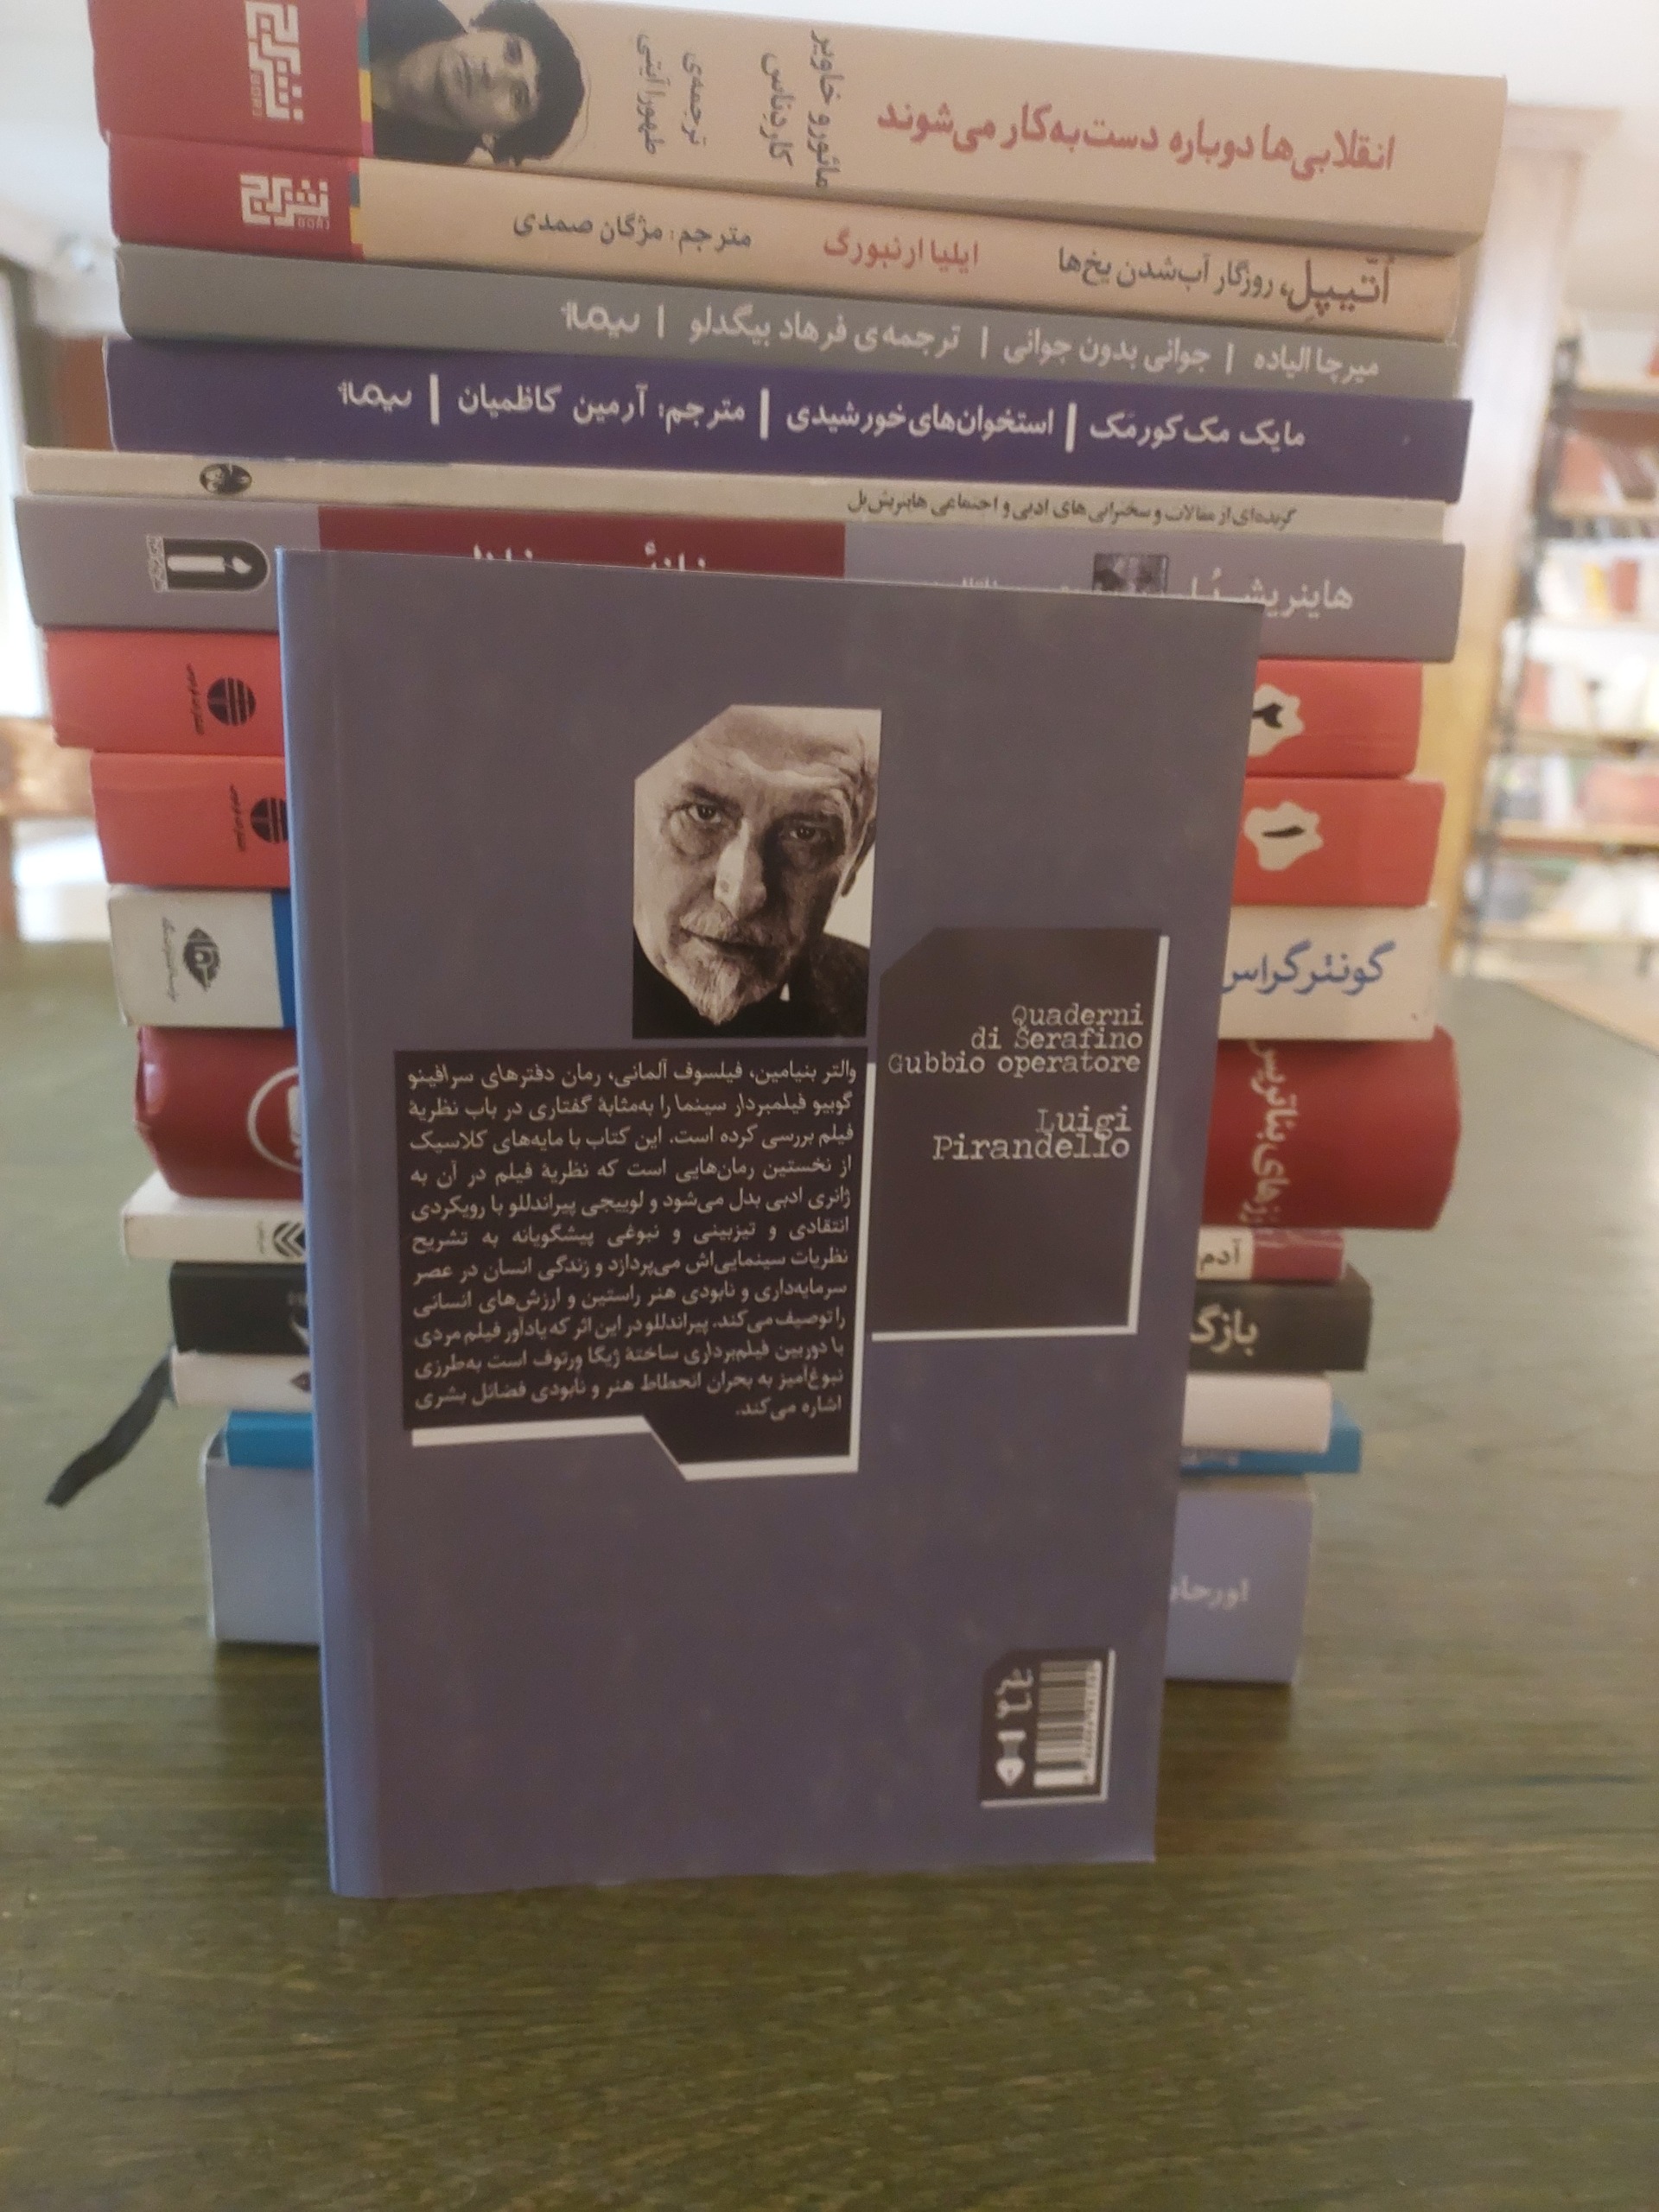 انقلابی‌ها دوباره دست‌به‌کار می‌شوند
مائورو خاویر
کاردناس
ترجمه‌ی
طهورا آیتی
اُتّیپل، روزگار آب‌شدن یخ‌ها ایلیا ارنبورگ مترجم: مژگان صمدی
میرچا الیاده | جوانی بدون جوانی | ترجمه‌ی فرهاد بیگدلو |
مایک مک‌کورمَک | استخوان‌های خورشیدی | مترجم: آرمین کاظمیان |
گزیده‌ای از مقالات و سخنرانی‌های ادبی و اجتماعی هاینریش‌بل
هاینریش
۲
۱
گونترگراس
آدم
بازگ
Quaderni
di Serafino
Gubbio operatore
Luigi
Pirandello
والتر بنیامین، فیلسوف آلمانی، رمان دفترهای سرافینو
گوبیو فیلمبردار سینما را به‌مثابهٔ گفتاری در باب نظریهٔ
فیلم بررسی کرده است. این کتاب با مایه‌های کلاسیک
از نخستین رمان‌هایی است که نظریهٔ فیلم در آن به
ژانری ادبی بدل می‌شود و لوییجی پیراندللو با رویکردی
انتقادی و تیزبینی و نبوغی پیشگویانه به تشریح
نظریات سینمایی‌اش می‌پردازد و زندگی انسان در عصر
سرمایه‌داری و نابودی هنر راستین و ارزش‌های انسانی
را توصیف می‌کند. پیراندللو در این اثر که یادآور فیلم مردی
با دوربین فیلم‌برداری ساختهٔ ژیگا ورتوف است به‌طرزی
نبوغ‌آمیز به بحران انحطاط هنر و نابودی فضائل بشری
اشاره می‌کند.